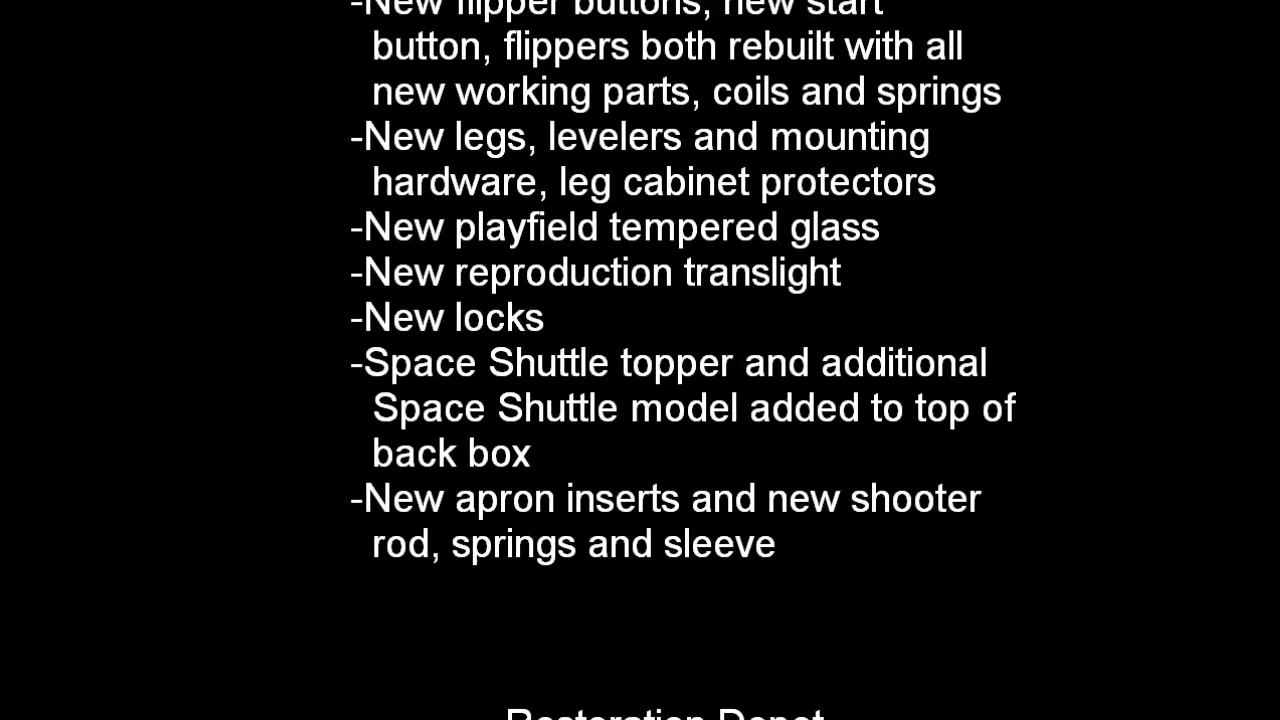 -New flipper buttons, new start
button, flippers both rebuilt with all
new working parts, coils and springs
-New legs, levelers and mounting
hardware, leg cabinet protectors
-New playfield tempered glass
-New reproduction translight
-New locks
-Space Shuttle topper and additional
Space Shuttle model added to top of
back box
-New apron inserts and new shooter
rod, springs and sleeve
Restoration Depot